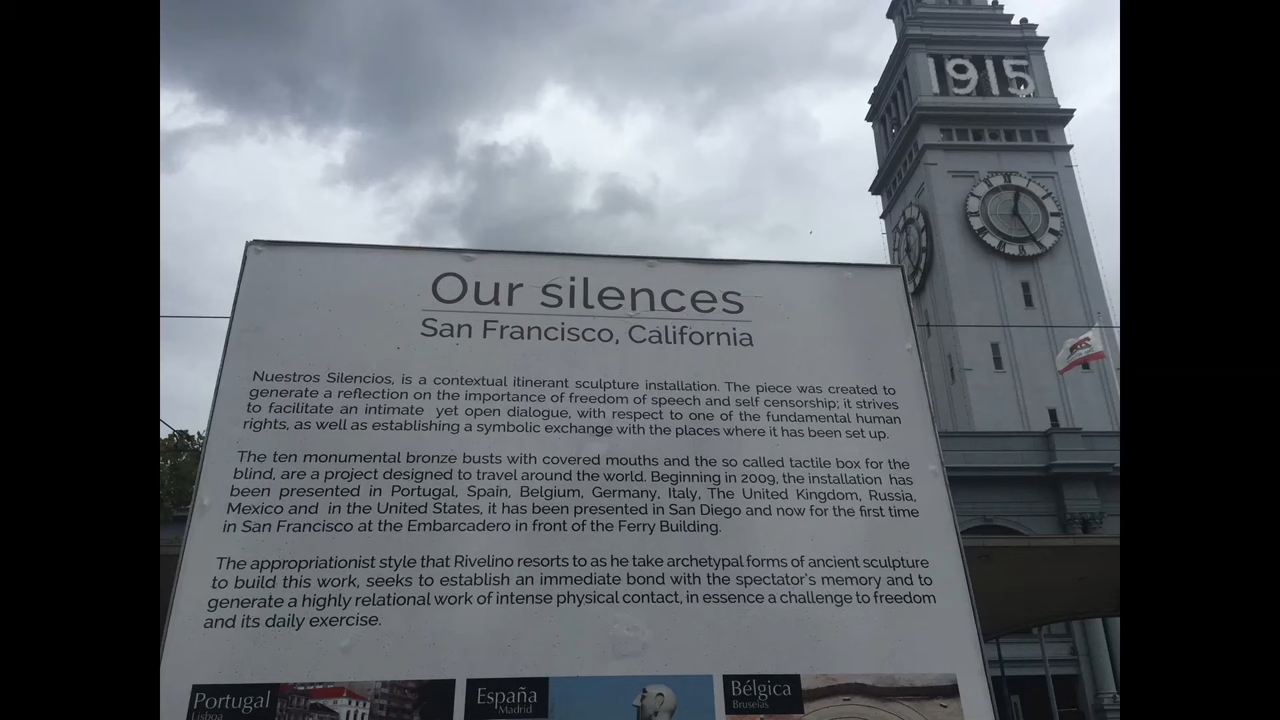 1915
Our silences
San Francisco, California
Nuestros Silencios, is a contextual itinerant sculpture installation. The piece was created to
generate a reflection on the importance of freedom of speech and self censorship; it strives
to facilitate an intimate yet open dialogue, with respect to one of the fundamental human
rights, as well as establishing a symbolic exchange with the places where it has been set up.
The ten monumental bronze busts with covered mouths and the so called tactile box for the
blind, are a project designed to travel around the world. Beginning in 2009, the installation has
been presented in Portugal, Spain, Belgium, Germany, Italy, The United Kingdom, Russia,
Mexico and in the United States, it has been presented in San Diego and now for the first time
in San Francisco at the Embarcadero in front of the Ferry Building.
The appropriationist style that Rivelino resorts to as he take archetypal forms of ancient sculpture
to build this work, seeks to establish an immediate bond with the spectator's memory and to
generate a highly relational work of intense physical contact, in essence a challenge to freedom
and its daily exercise.
Portugal
Lisboa
España
Madrid
Bélgica
Bruselas